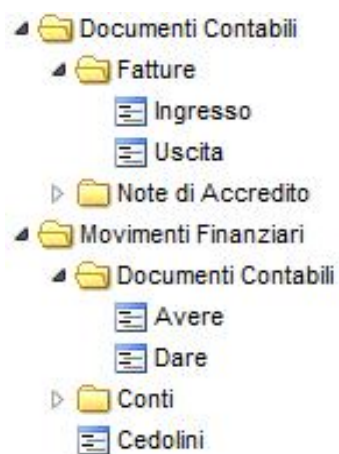 Documenti Contabili
Fatture
Ingresso
Uscita
Note di Accredito
Movimenti Finanziari
Documenti Contabili
Avere
Dare
Conti
Cedolini